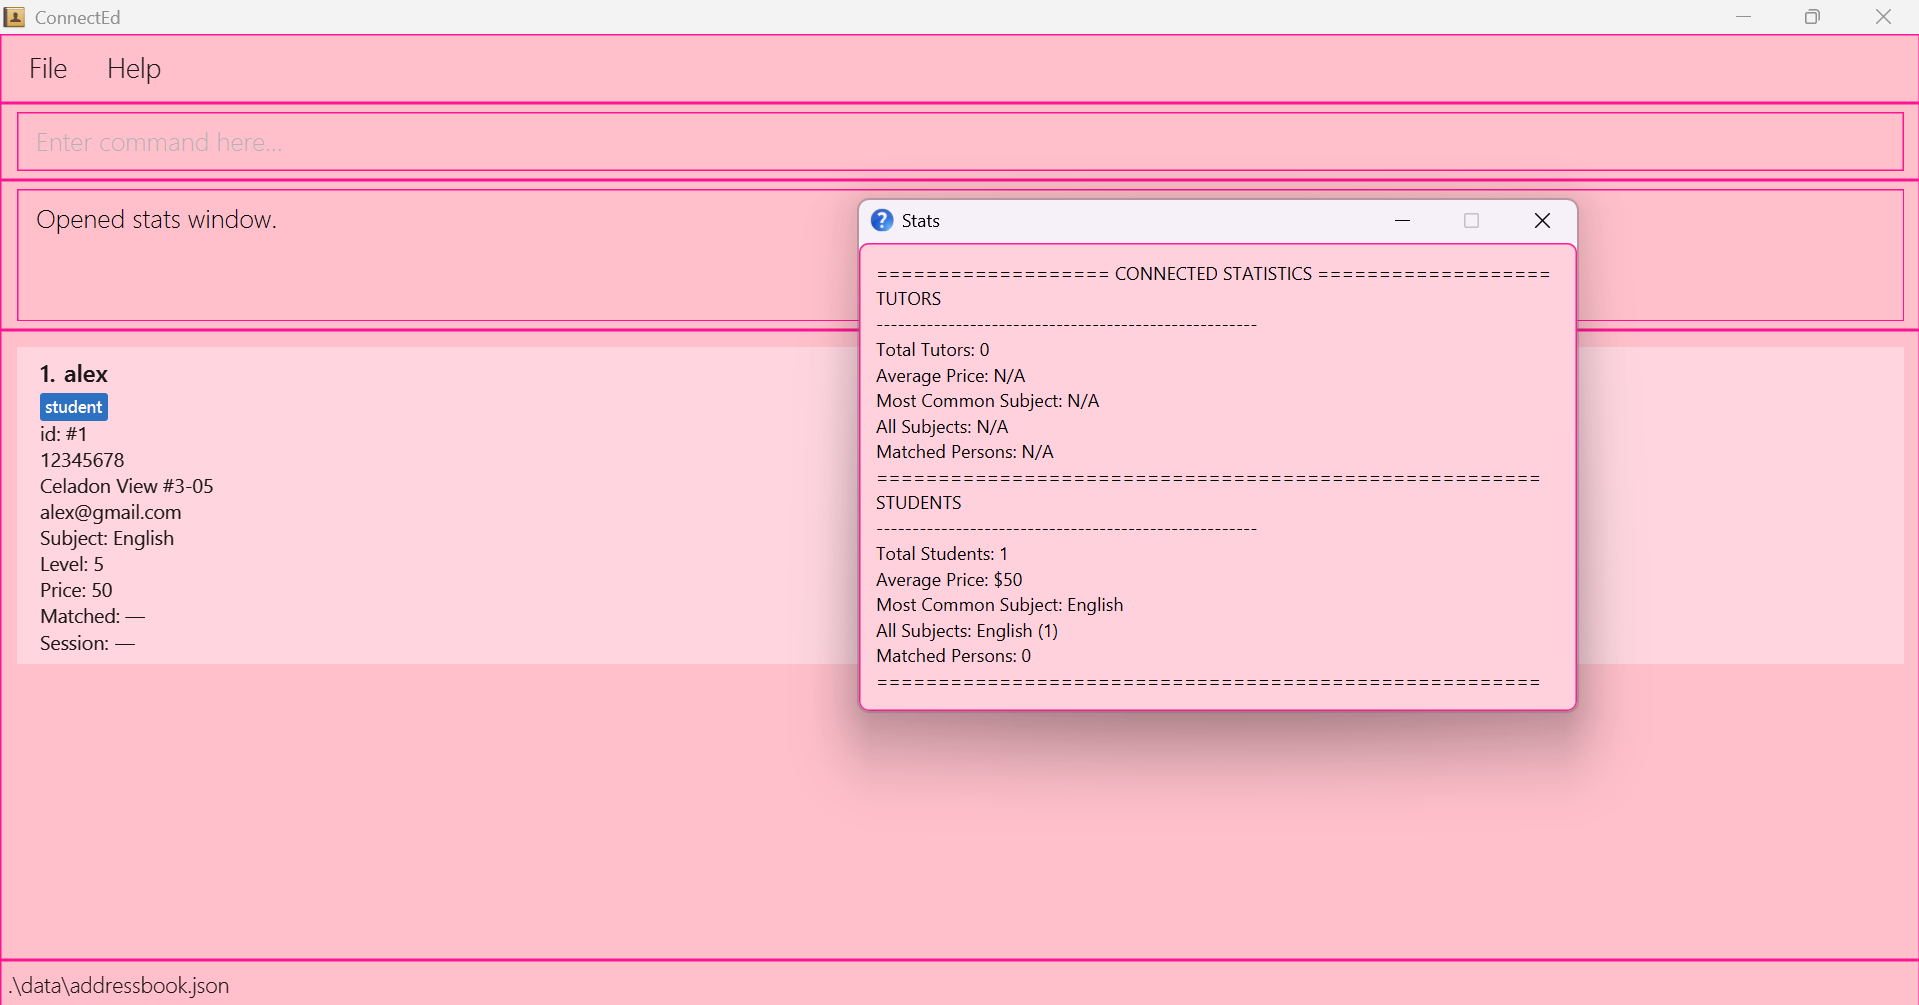 ConnectEd
File Help
Enter command here...
Opened stats window.
1. alex
student
id: #1
12345678
Celadon View #3-05
alex@gmail.com
Subject: English
Level: 5
Price: 50
Matched: —
Session: —
Stats
=================== CONNECTED STATISTICS ===================
TUTORS
-----------------------------------------------------
Total Tutors: 0
Average Price: N/A
Most Common Subject: N/A
All Subjects: N/A
Matched Persons: N/A
======================================================
STUDENTS
-----------------------------------------------------
Total Students: 1
Average Price: $50
Most Common Subject: English
All Subjects: English (1)
Matched Persons: 0
======================================================
.\data\addressbook.json